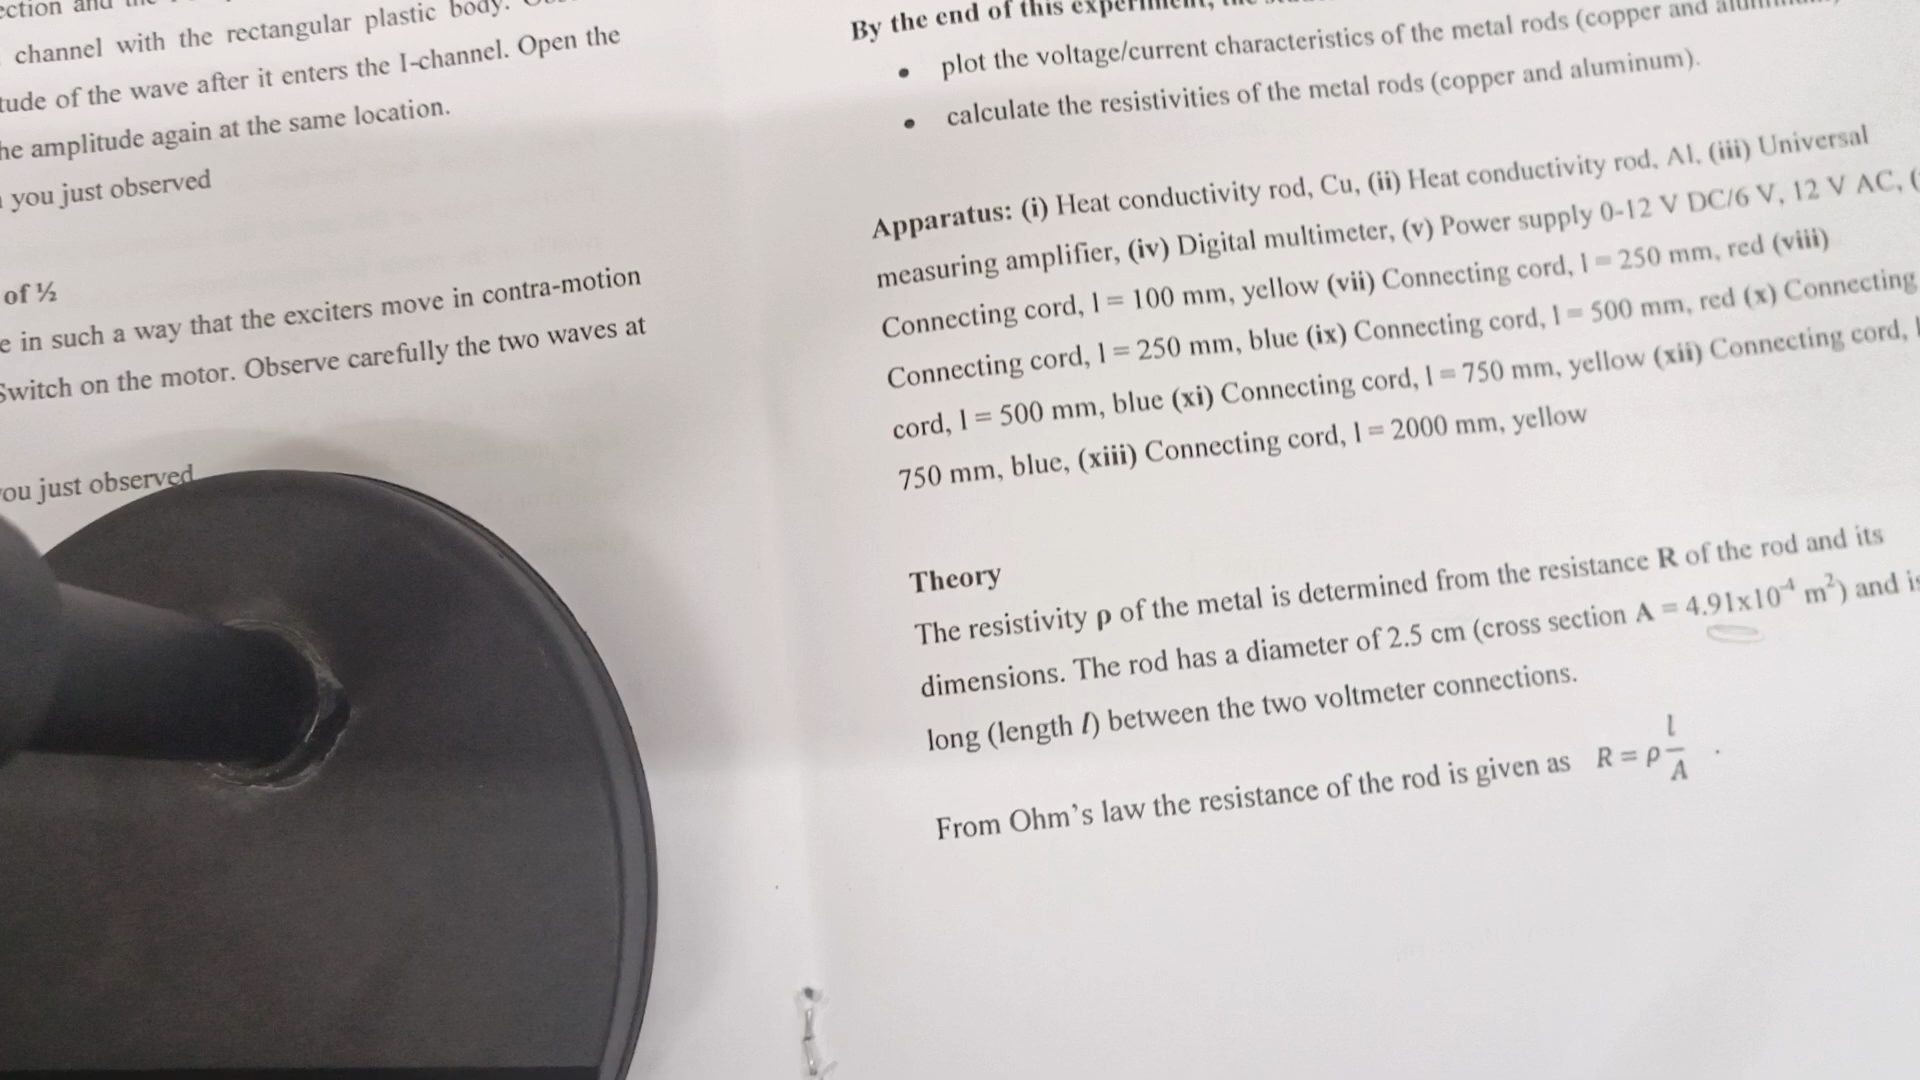 channel with the rectangular plastic body.
tude of the wave after it enters the I-channel. Open the
he amplitude again at the same location.
you just observed
of ½
e in such a way that the exciters move in contra-motion
Switch on the motor. Observe carefully the two waves at
ou just observed
By the end of this experiment,
• plot the voltage/current characteristics of the metal rods (copper and
• calculate the resistivities of the metal rods (copper and aluminum).
Apparatus: (i) Heat conductivity rod, Cu, (ii) Heat conductivity rod, Al, (iii) Universal
measuring amplifier, (iv) Digital multimeter, (v) Power supply 0-12 V DC/6 V, 12 V AC, (
Connecting cord, l = 100 mm, yellow (vii) Connecting cord, l = 250 mm, red (viii)
Connecting cord, l = 250 mm, blue (ix) Connecting cord, l = 500 mm, red (x) Connecting
cord, l = 500 mm, blue (xi) Connecting cord, l = 750 mm, yellow (xii) Connecting cord, l
750 mm, blue, (xiii) Connecting cord, l = 2000 mm, yellow
Theory
The resistivity ρ of the metal is determined from the resistance R of the rod and its
dimensions. The rod has a diameter of 2.5 cm (cross section A = 4.91x10⁻⁴ m²) and is
long (length l) between the two voltmeter connections.
From Ohm's law the resistance of the rod is given as R = ρ l/A .